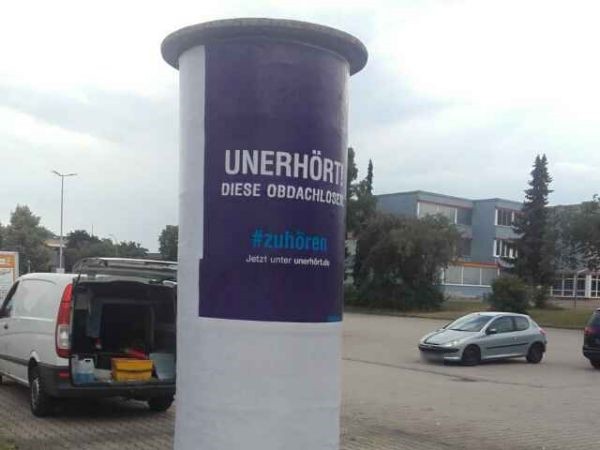 UNERHÖRT!
DIESE OBDACHLOSEN
#zuhören
Jetzt unter unerhört.de